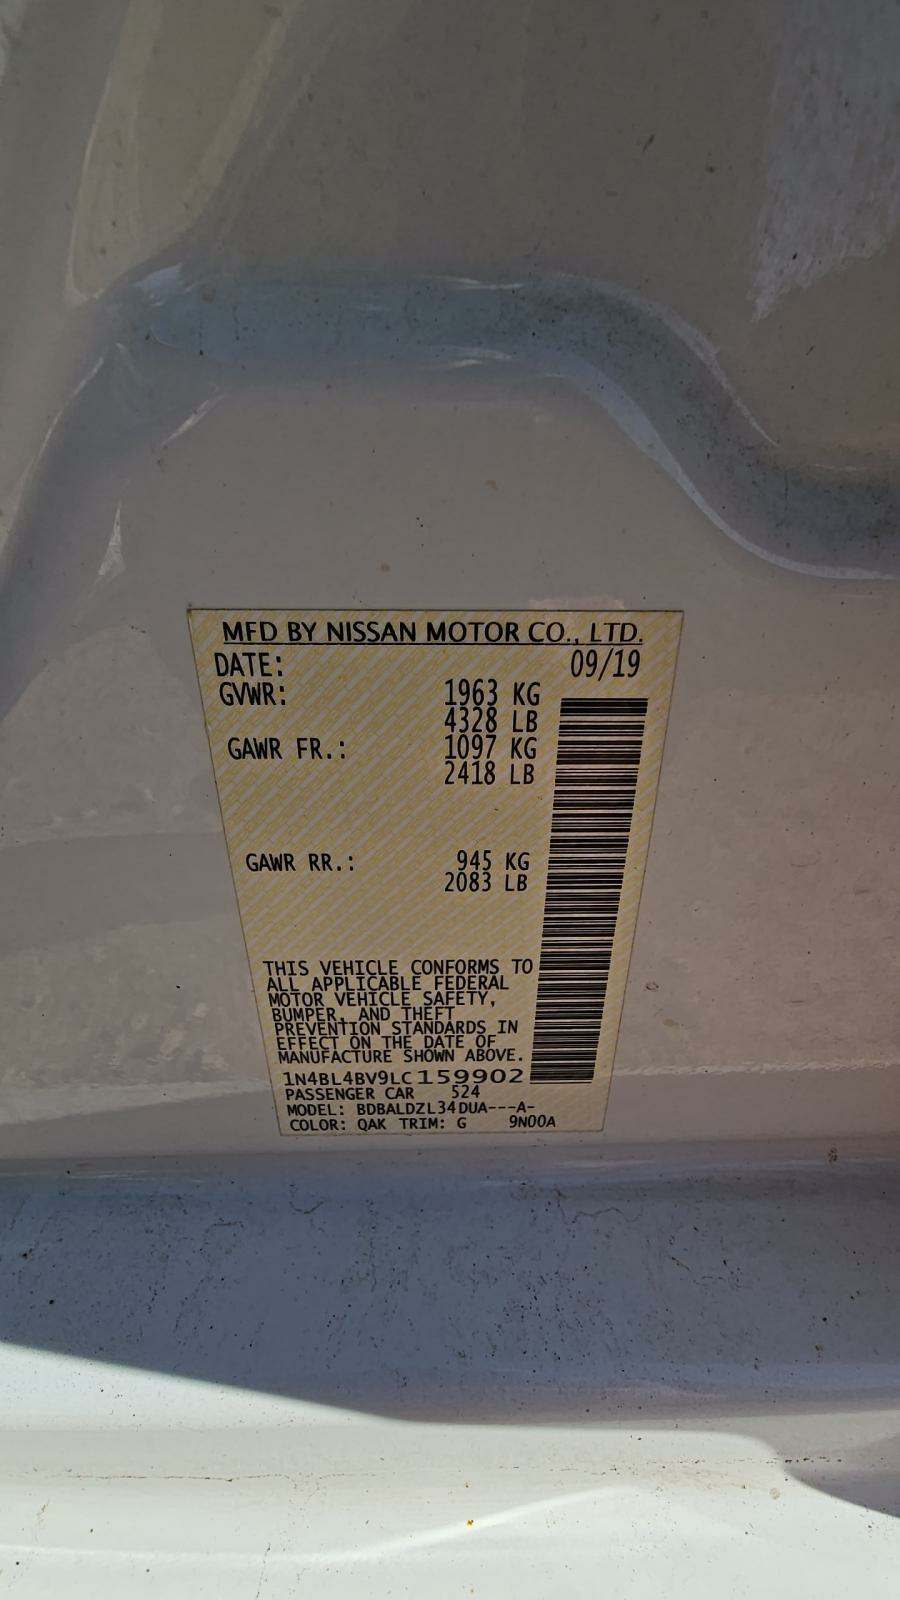 MFD BY NISSAN MOTOR CO., LTD.
DATE: 09/19
GVWR: 1963 KG
4328 LB
GAWR FR.: 1097 KG
2418 LB
GAWR RR.: 945 KG
2083 LB
THIS VEHICLE CONFORMS TO
ALL APPLICABLE FEDERAL
MOTOR VEHICLE SAFETY,
BUMPER, AND THEFT
PREVENTION STANDARDS IN
EFFECT ON THE DATE OF
MANUFACTURE SHOWN ABOVE.
1N4BL4BV9LC159902
PASSENGER CAR 524
MODEL: BDBALDZL34DUA---A-
COLOR: QAK TRIM: G 9N00A